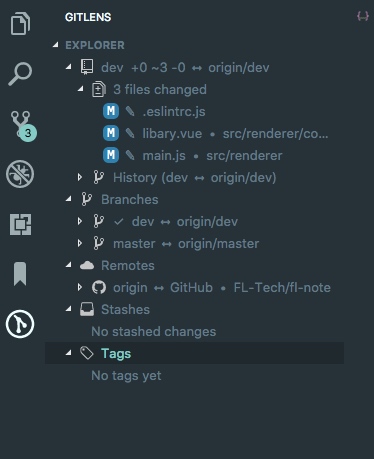 GITLENS
EXPLORER
dev +0 ~3 -0 ↔ origin/dev
3 files changed
M .eslintrc.js
3
M libary.vue • src/renderer/co...
M main.js • src/renderer
History (dev ↔ origin/dev)
Branches
✓ dev ↔ origin/dev
master ↔ origin/master
Remotes
origin ↔ GitHub • FL-Tech/fl-note
Stashes
No stashed changes
Tags
No tags yet